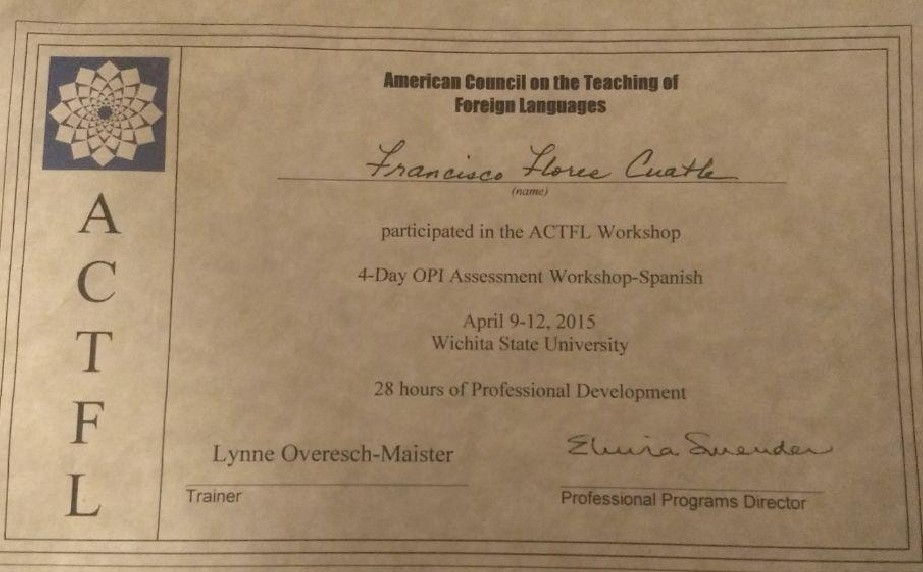 American Council on the Teaching of
Foreign Languages
Francisco Flores Cuatle
(name)
participated in the ACTFL Workshop
4-Day OPI Assessment Workshop-Spanish
April 9-12, 2015
Wichita State University
28 hours of Professional Development
Lynne Overesch-Maister
Trainer
Elvira Swender
Professional Programs Director
A
C
T
F
L